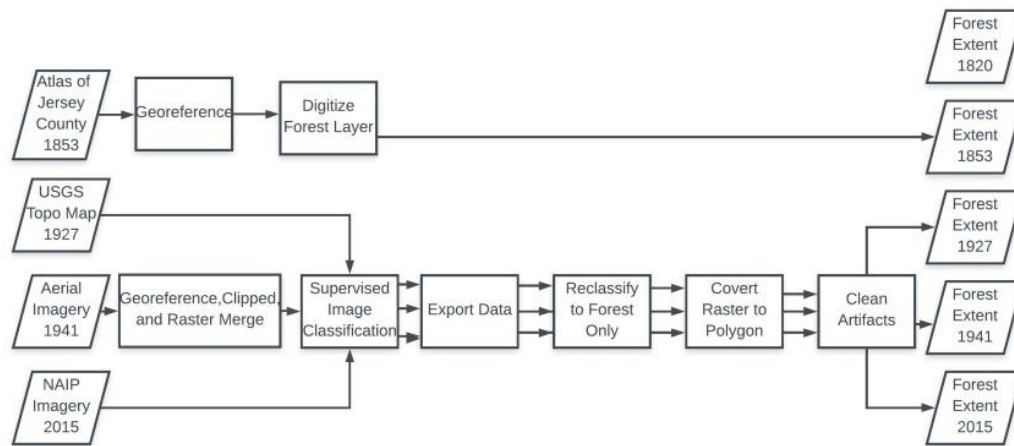 Atlas of
Jersey
County
1853
Georeference
Digitize
Forest Layer
Forest
Extent
1820
Forest
Extent
1853
USGS
Topo Map
1927
Forest
Extent
1927
Aerial
Imagery
1941
Georeference,Clipped,
and Raster Merge
Supervised
Image
Classification
Export Data
Reclassify
to Forest
Only
Covert
Raster to
Polygon
Clean
Artifacts
Forest
Extent
1941
NAIP
Imagery
2015
Forest
Extent
2015